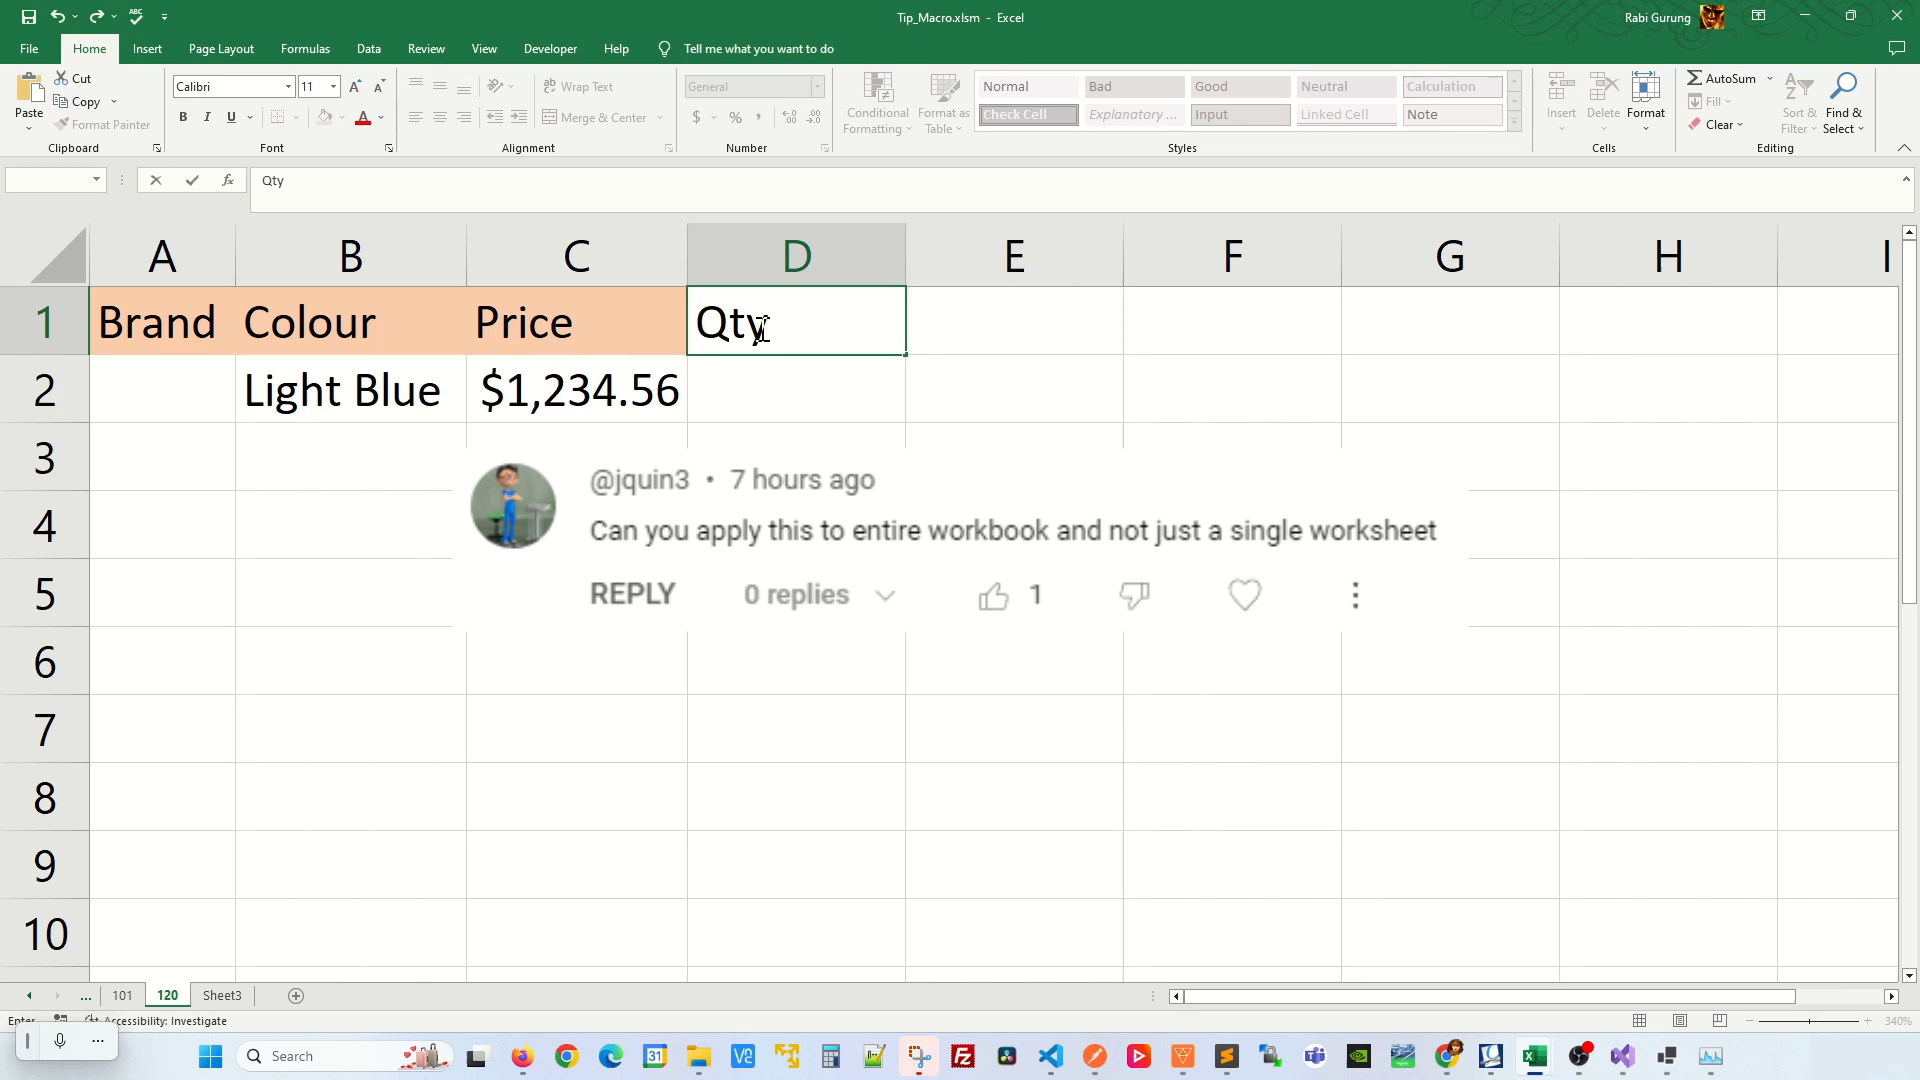 Tip_Macro.xlsm - Excel
Rabi Gurung
File Home Insert Page Layout Formulas Data Review View Developer Help Tell me what you want to do
Cut
Copy
Format Painter
Paste
Clipboard
Calibri 11
B I U
Font
Wrap Text
Merge & Center
Alignment
General
$ % ,
Number
Conditional Formatting
Format as Table
Normal Bad Good Neutral Calculation
Check Cell Explanatory ... Input Linked Cell Note
Styles
Insert Delete Format
Cells
AutoSum
Fill
Clear
Sort & Filter
Find & Select
Editing
fx Qty
A B C D E F G H I
1 Brand Colour Price Qty
2 Light Blue $1,234.56
3
@jquin3 • 7 hours ago
4
Can you apply this to entire workbook and not just a single worksheet
5
REPLY 0 replies 1
6
7
8
9
10
... 101 120 Sheet3
Enter Accessibility: Investigate
340%
Search